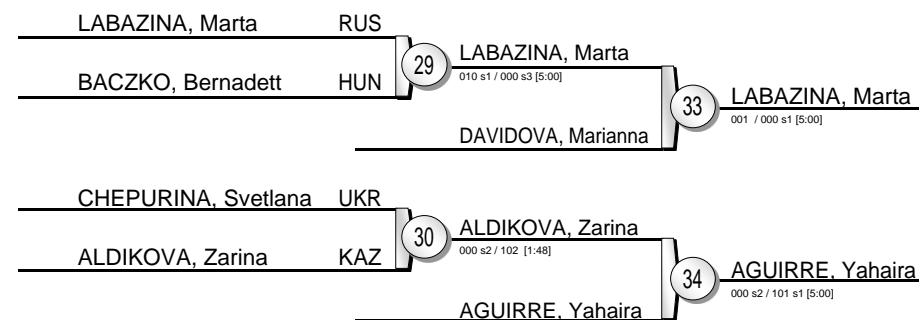 LABAZINA, Marta RUS
29
LABAZINA, Marta
010 s1 / 000 s3 [5:00]
BACZKO, Bernadett HUN
33
LABAZINA, Marta
001 / 000 s1 [5:00]
DAVIDOVA, Marianna
CHEPURINA, Svetlana UKR
30
ALDIKOVA, Zarina
000 s2 / 102 [1:48]
ALDIKOVA, Zarina KAZ
34
AGUIRRE, Yahaira
000 s2 / 101 s1 [5:00]
AGUIRRE, Yahaira